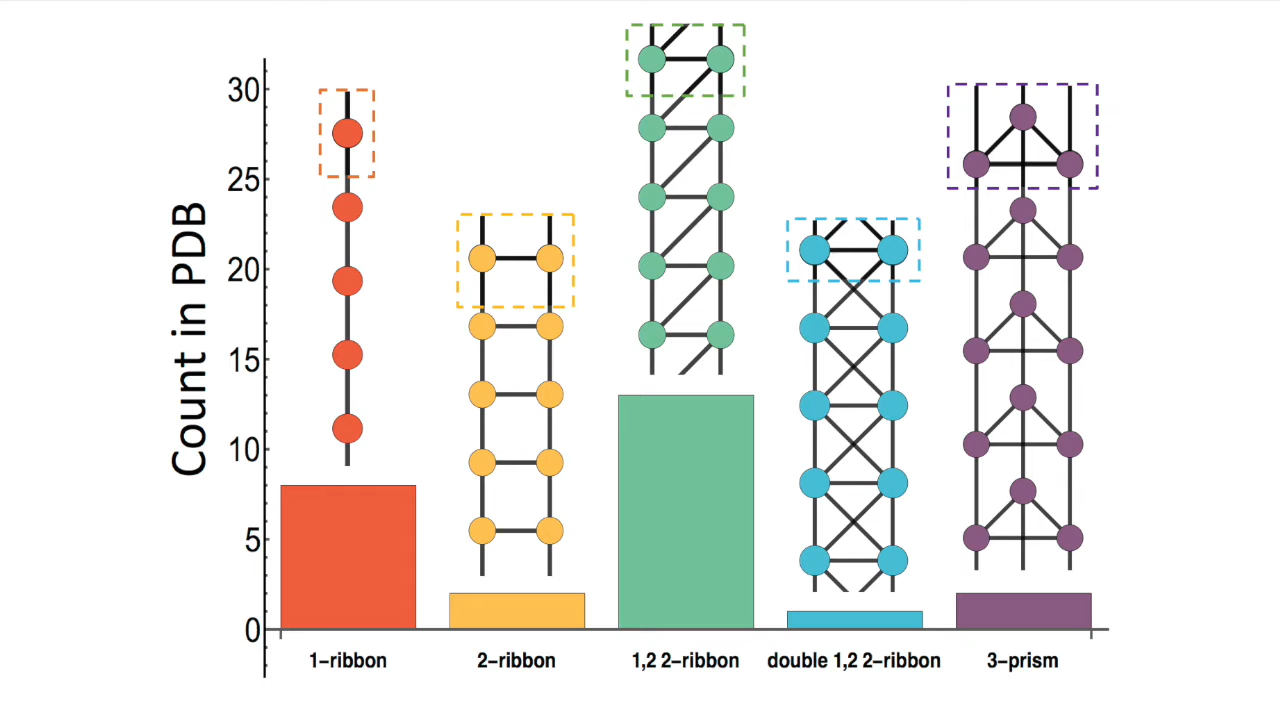 Count in PDB
30
25
20
15
10
5
0
1–ribbon
2–ribbon
1,2 2–ribbon
double 1,2 2–ribbon
3–prism